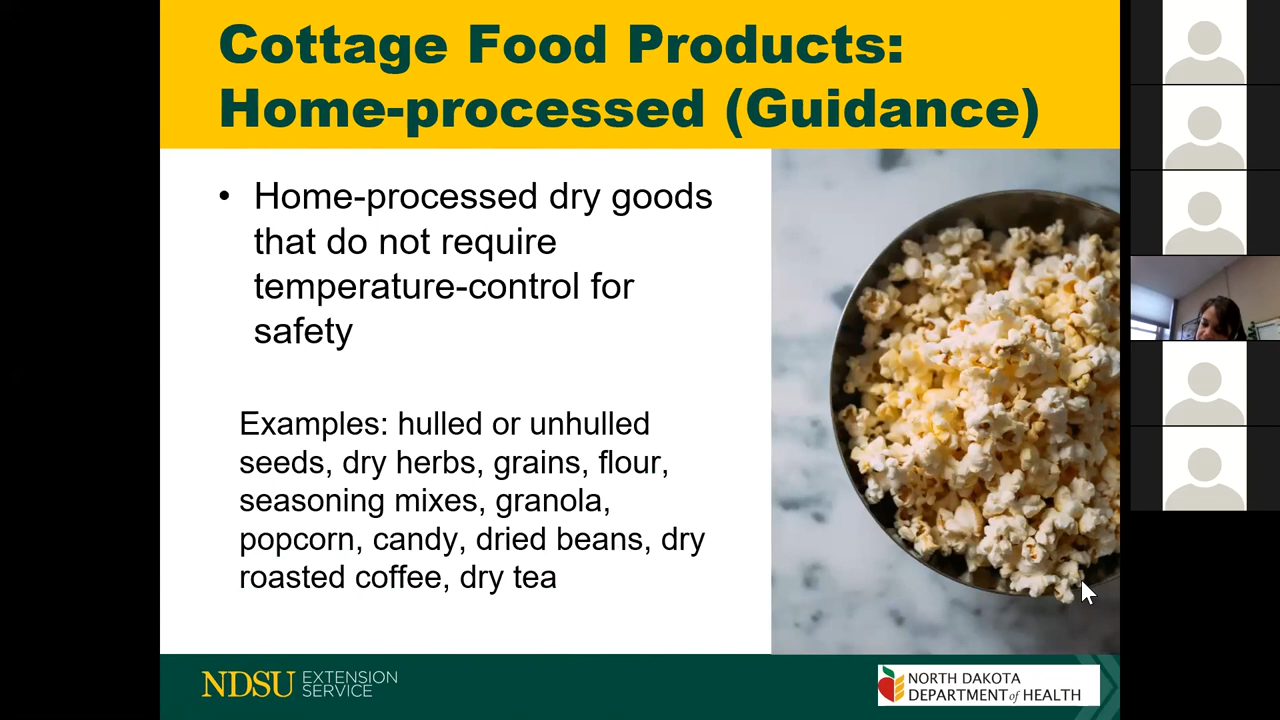 Cottage Food Products:
Home-processed (Guidance)
• Home-processed dry goods
that do not require
temperature-control for
safety
Examples: hulled or unhulled
seeds, dry herbs, grains, flour,
seasoning mixes, granola,
popcorn, candy, dried beans, dry
roasted coffee, dry tea
NDSU EXTENSION
SERVICE
NORTH DAKOTA
DEPARTMENT of HEALTH